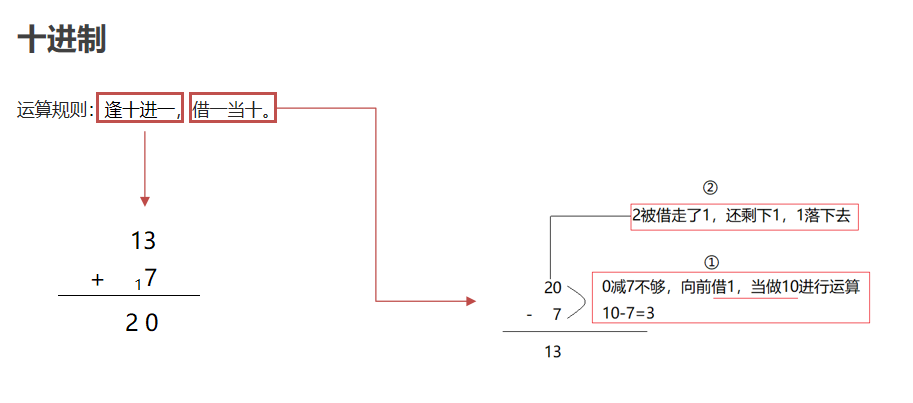 十进制
运算规则：逢十进一，借一当十。
13
+ 17
2 0
②
2被借走了1，还剩下1，1落下去
①
20
0减7不够，向前借1，当做10进行运算
- 7
10-7=3
13